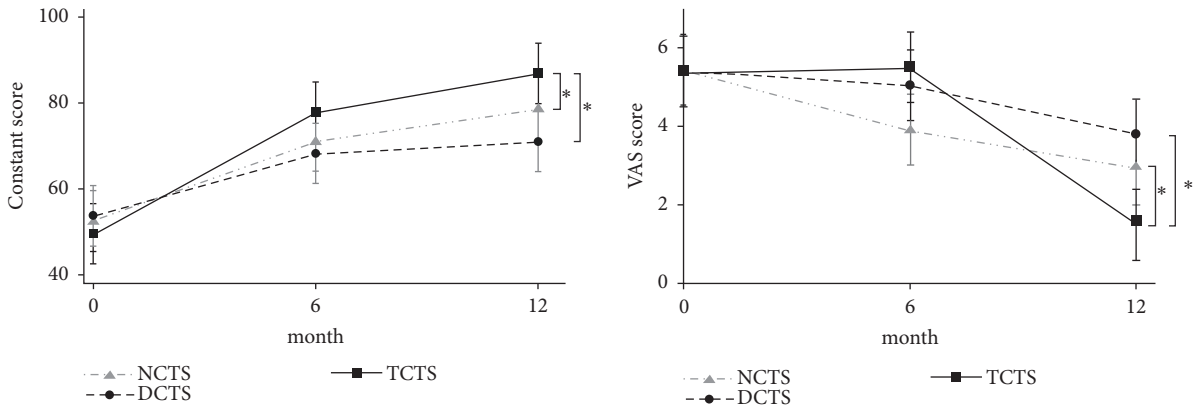 Constant score
100
80
60
40
0
6
12
month
*
*
NCTS
DCTS
TCTS
VAS score
6
4
2
0
0
6
12
month
*
*
NCTS
DCTS
TCTS